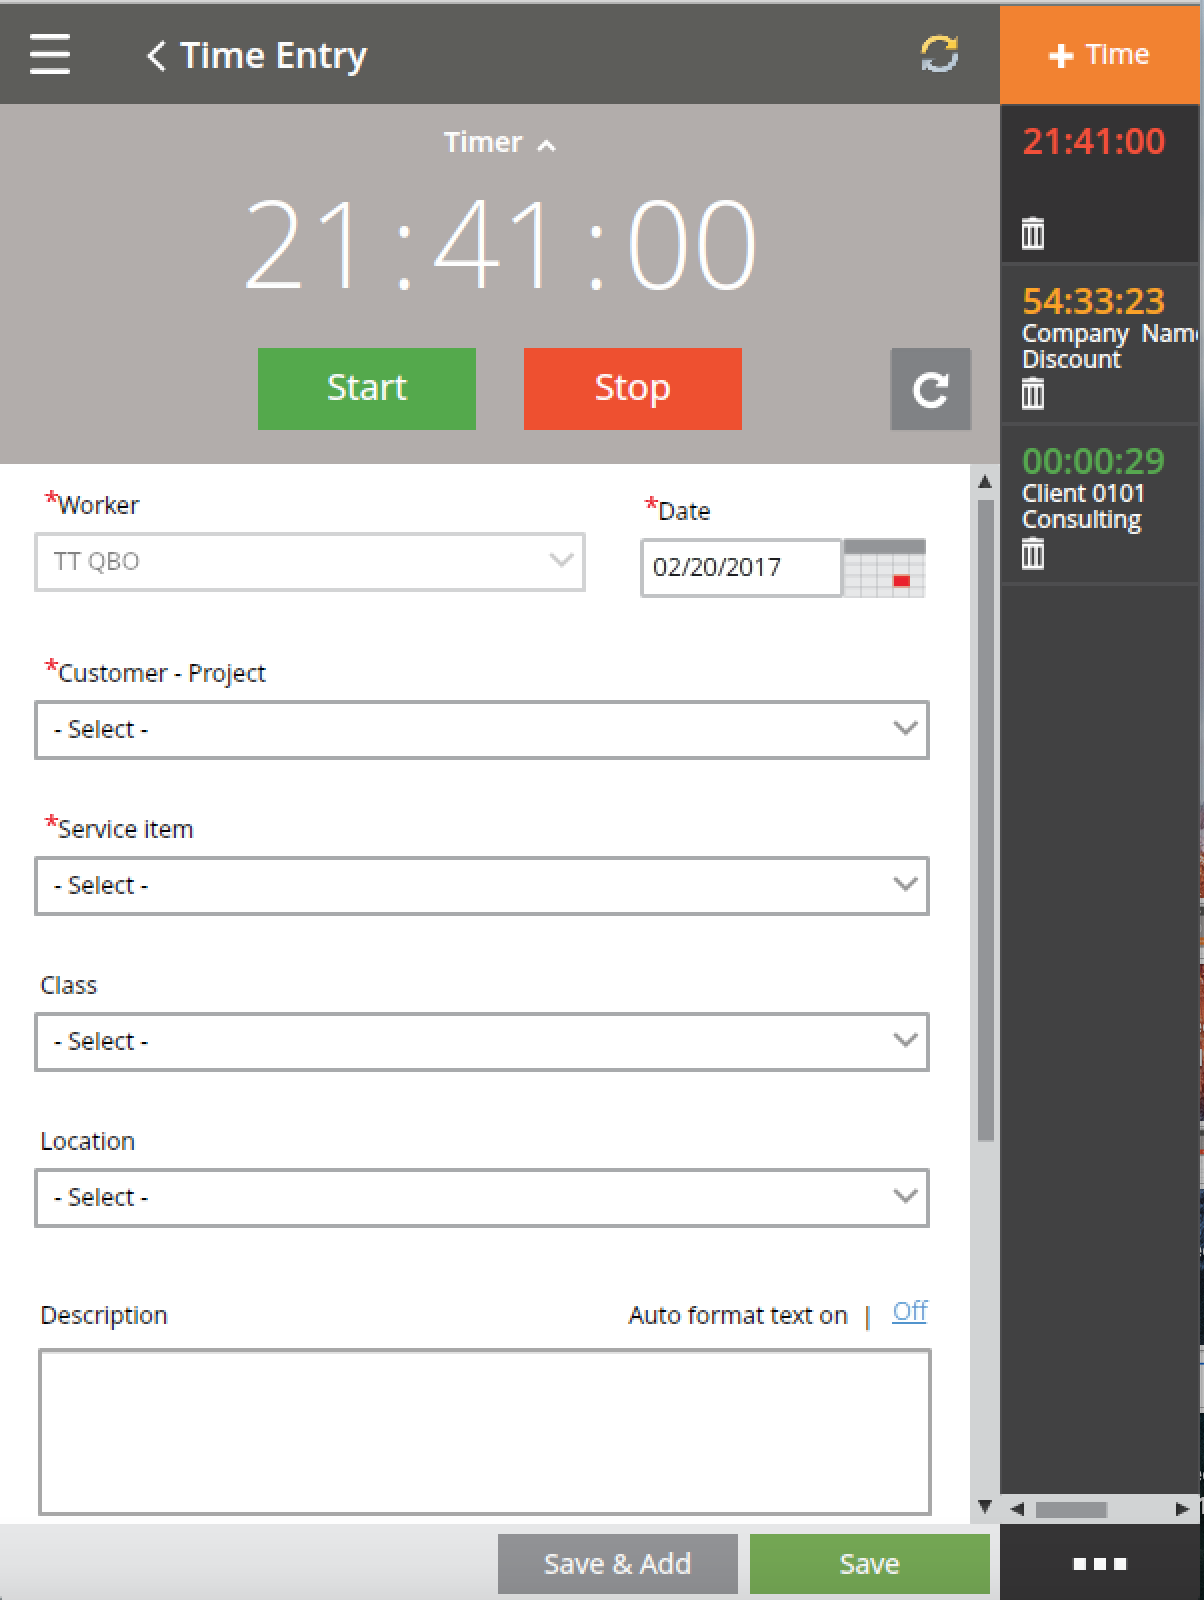 Time Entry
Timer
21:41:00
Start
Stop
*Worker
TT QBO
*Date
02/20/2017
*Customer - Project
- Select -
*Service item
- Select -
Class
- Select -
Location
- Select -
Description
Auto format text on | Off
Save & Add
Save
+ Time
21:41:00
54:33:23
Company Name
Discount
00:00:29
Client 0101
Consulting